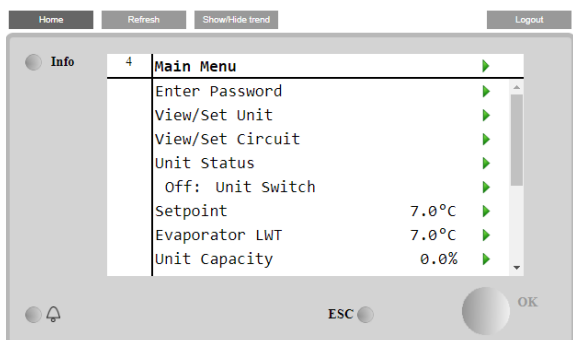 Home Refresh Show/Hide trend Logout
Info
4 Main Menu
Enter Password
View/Set Unit
View/Set Circuit
Unit Status
Off: Unit Switch
Setpoint 7.0°C
Evaporator LWT 7.0°C
Unit Capacity 0.0%
ESC
OK